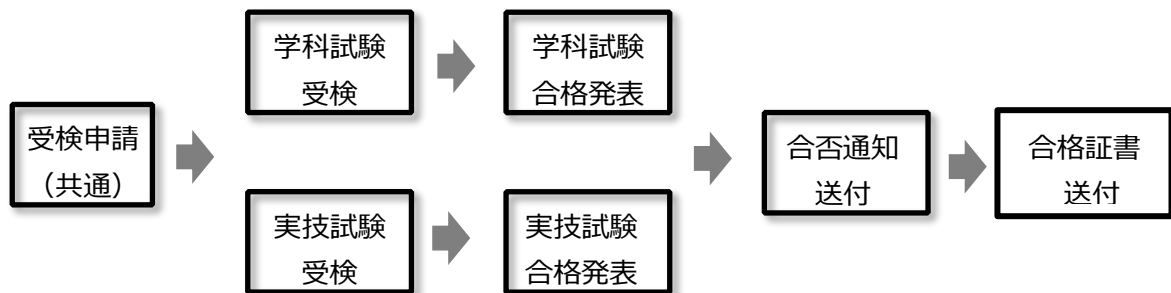 受検申請
（共通）
学科試験
受検
学科試験
合格発表
実技試験
受検
実技試験
合格発表
合否通知
送付
合格証書
送付